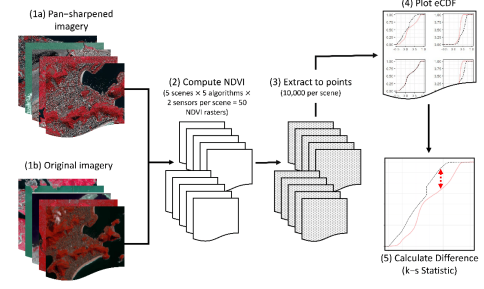 (1a) Pan-sharpened
imagery
(1b) Original imagery
(2) Compute NDVI
(5 scenes × 5 algorithms ×
2 sensors per scene = 50
NDVI rasters)
(3) Extract to points
(10,000 per scene)
(4) Plot eCDF
(5) Calculate Difference
(k-s Statistic)